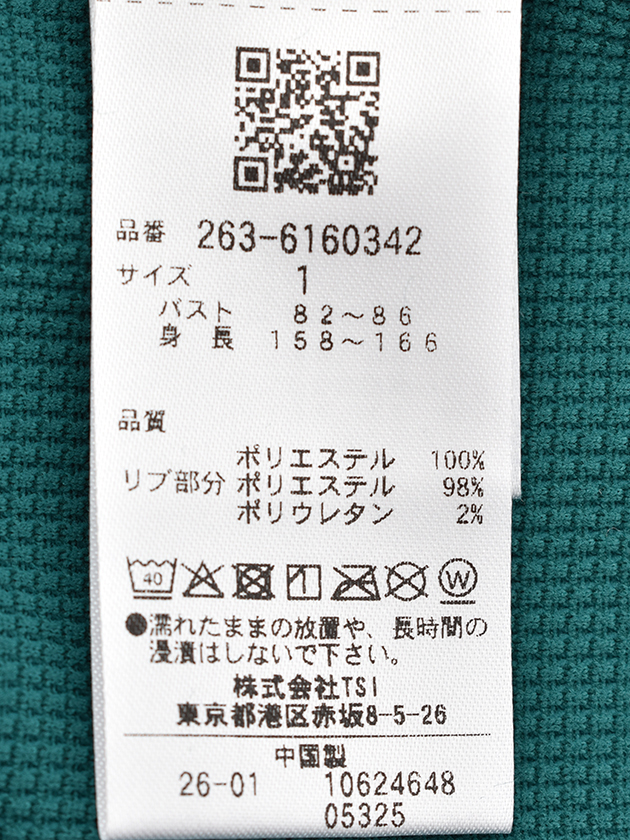 品番 263-6160342
サイズ 1
バスト 82～86
身長 158～166
品質
ポリエステル 100%
リブ部分 ポリエステル 98%
ポリウレタン 2%
40 W
●濡れたままの放置や、長時間の
浸漬はしないで下さい。
株式会社TSI
東京都港区赤坂8-5-26
中国製
26-01 10624648
05325